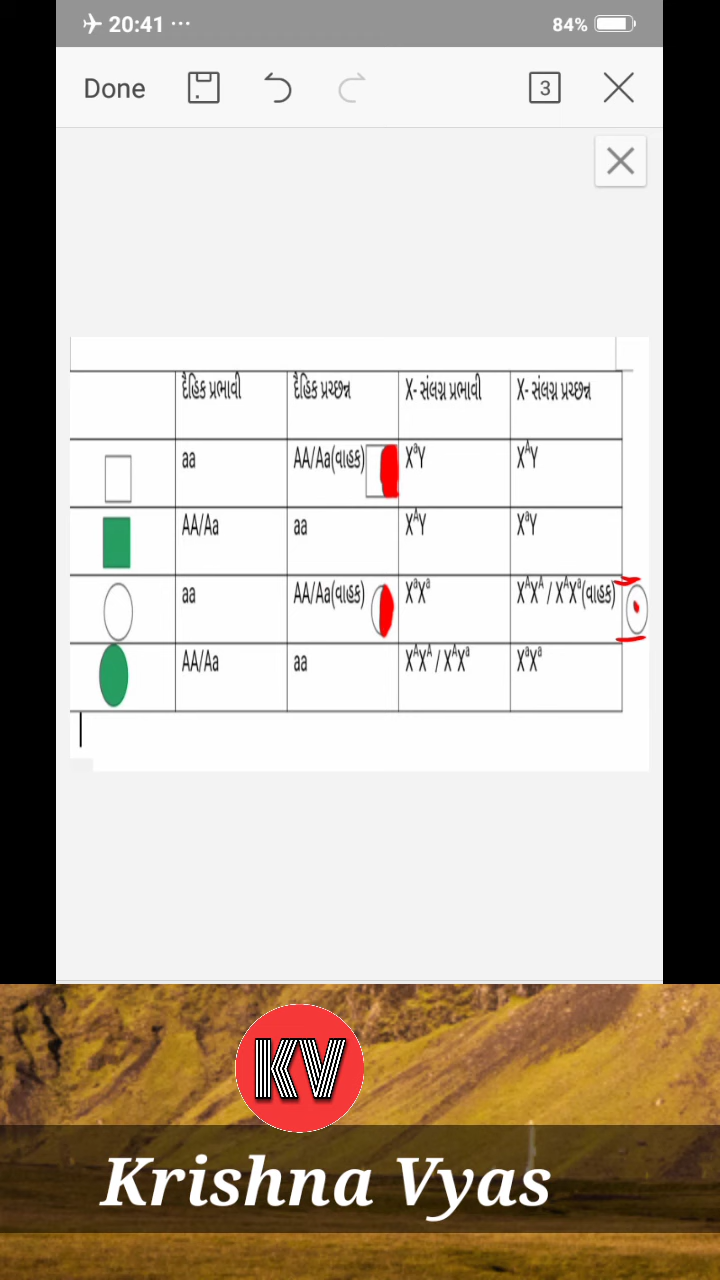 20:41 ...
84%
Done
3
દૈહિક પ્રભાવી દૈહિક પ્રચ્છન્ન X- સંલગ્ન પ્રભાવી X- સંલગ્ન પ્રચ્છન્ન
aa AA/Aa(વાહક) XᵃY XᴬY
AA/Aa aa XᴬY XᵃY
aa AA/Aa(વાહક) XᵃXᵃ XᴬXᴬ / XᴬXᵃ(વાહક)
AA/Aa aa XᴬXᴬ / XᴬXᵃ XᵃXᵃ
KV
Krishna Vyas